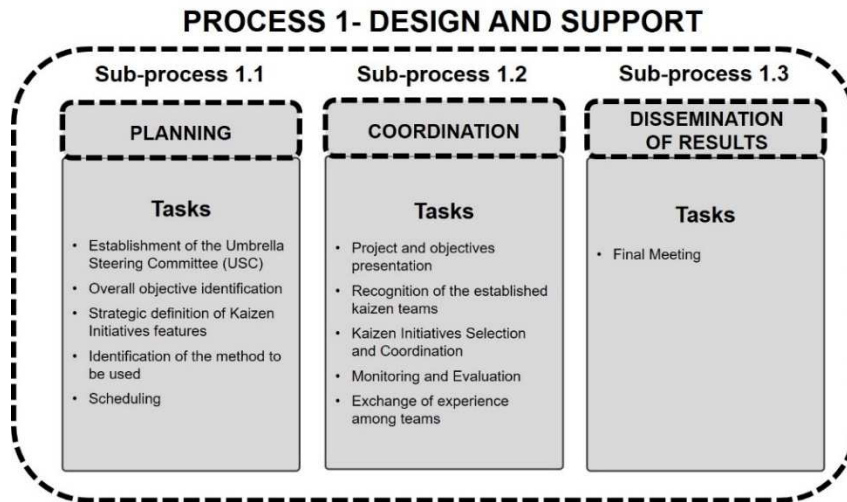 PROCESS 1- DESIGN AND SUPPORT
Sub-process 1.1
PLANNING
Tasks
• Establishment of the Umbrella
Steering Committee (USC)
• Overall objective identification
• Strategic definition of Kaizen
Initiatives features
• Identification of the method to
be used
• Scheduling
Sub-process 1.2
COORDINATION
Tasks
• Project and objectives
presentation
• Recognition of the established
kaizen teams
• Kaizen Initiatives Selection
and Coordination
• Monitoring and Evaluation
• Exchange of experience
among teams
Sub-process 1.3
DISSEMINATION
OF RESULTS
Tasks
• Final Meeting